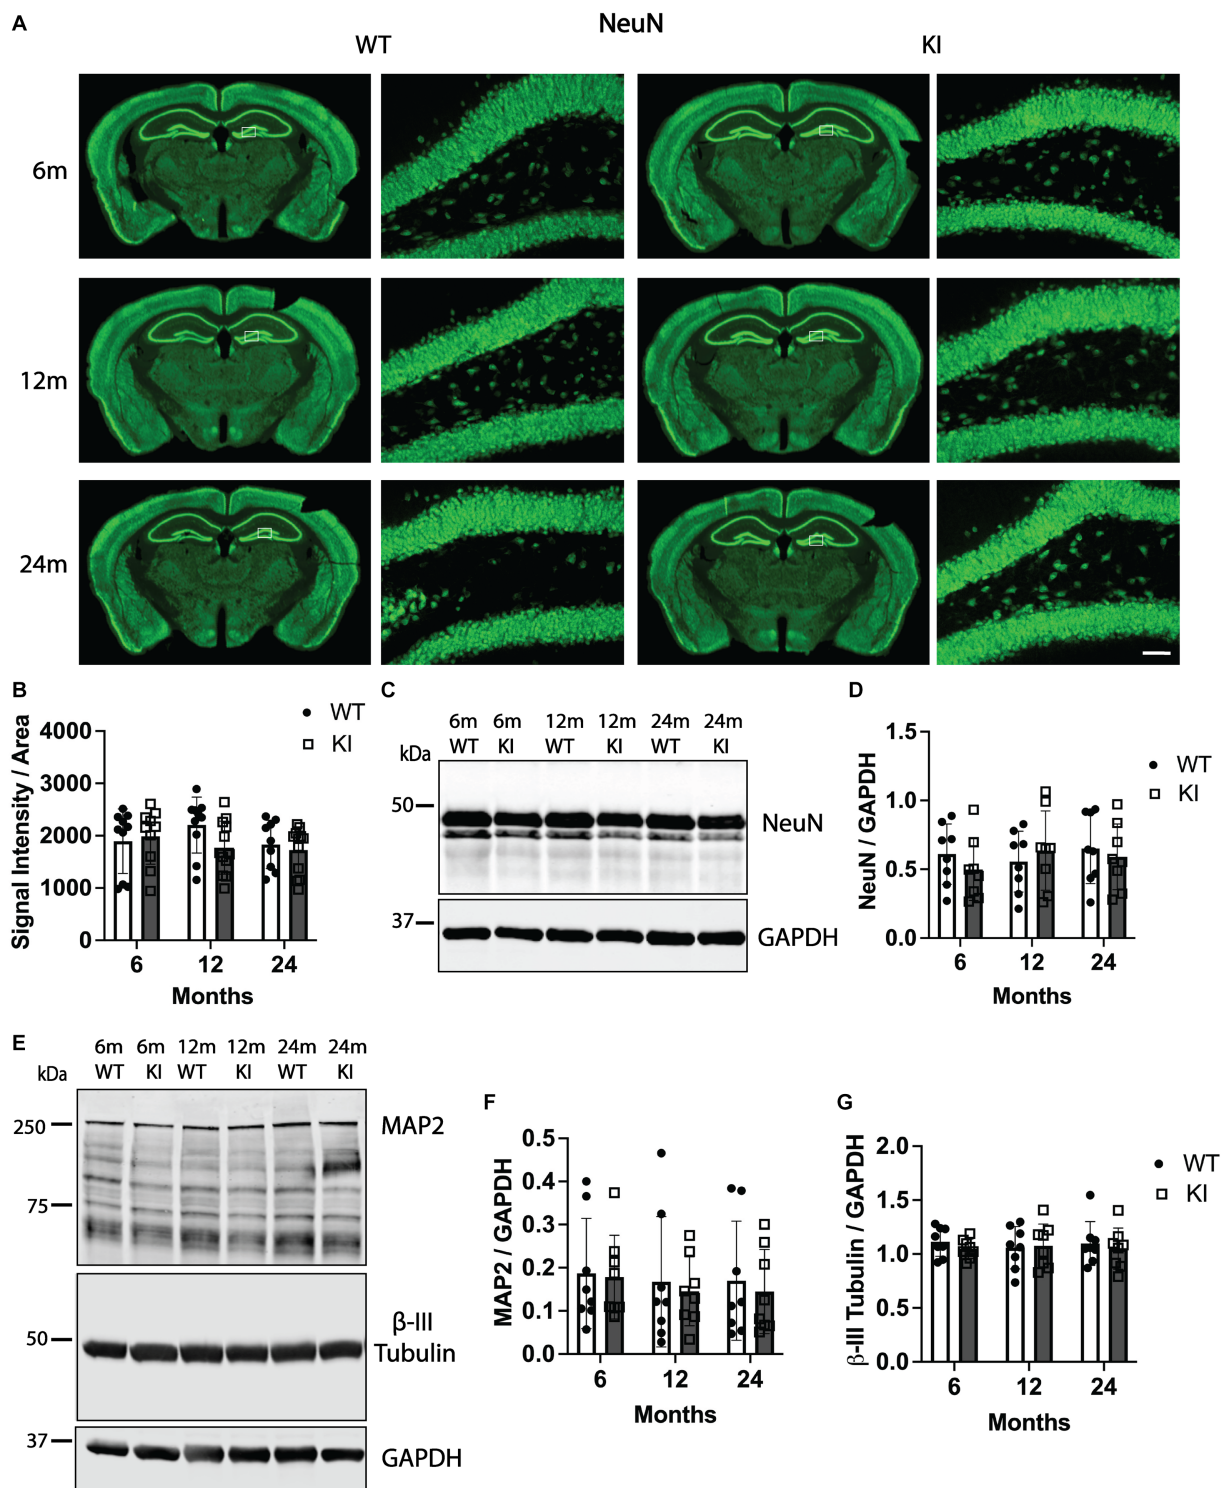 A
NeuN
WT
KI
6m
12m
24m
B
Signal Intensity / Area
4000
3000
2000
1000
0
6
12
24
Months
WT
KI
C
6m 6m 12m 12m 24m 24m
kDa WT KI WT KI WT KI
50
NeuN
37
GAPDH
D
NeuN / GAPDH
1.5
1.0
0.5
0.0
6
12
24
Months
WT
KI
E
6m 6m 12m 12m 24m 24m
kDa WT KI WT KI WT KI
250
MAP2
75
50
β-III
Tubulin
37
GAPDH
F
MAP2 / GAPDH
0.5
0.4
0.3
0.2
0.1
0.0
6
12
24
Months
G
β-III Tubulin / GAPDH
2.0
1.5
1.0
0.5
0.0
6
12
24
Months
WT
KI